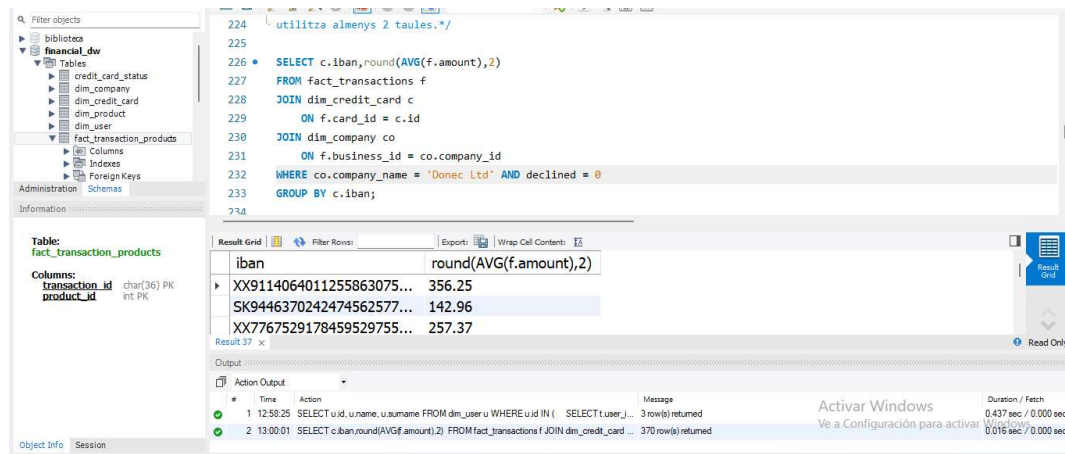 Filter objects
biblioteca
financial_dw
Tables
credit_card_status
dim_company
dim_credit_card
dim_product
dim_user
fact_transaction_products
Columns
Indexes
Foreign Keys
Administration Schemas
Information
Table:
fact_transaction_products
Columns:
transaction_id char(36) PK
product_id int PK
Object Info Session
224 utilitza almenys 2 taules.*/
225
226 SELECT c.iban,round(AVG(f.amount),2)
227 FROM fact_transactions f
228 JOIN dim_credit_card c
229 ON f.card_id = c.id
230 JOIN dim_company co
231 ON f.business_id = co.company_id
232 WHERE co.company_name = 'Donec Ltd' AND declined = 0
233 GROUP BY c.iban;
234
Result Grid Filter Rows: Export: Wrap Cell Content:
iban round(AVG(f.amount),2)
XX9114064011255863075... 356.25
SK9446370242474562577... 142.96
XX7767529178459529755... 257.37
Result Grid
Result 37 Read Only
Output
Action Output
# Time Action Message Duration / Fetch
1 12:58:25 SELECT u.id, u.name, u.surname FROM dim_user u WHERE u.id IN ( SELECT t.user_i... 3 row(s) returned 0.437 sec / 0.000 sec
2 13:00:01 SELECT c.iban,round(AVG(f.amount),2) FROM fact_transactions f JOIN dim_credit_card ... 370 row(s) returned 0.016 sec / 0.000 sec
Activar Windows
Ve a Configuración para activar Windows.